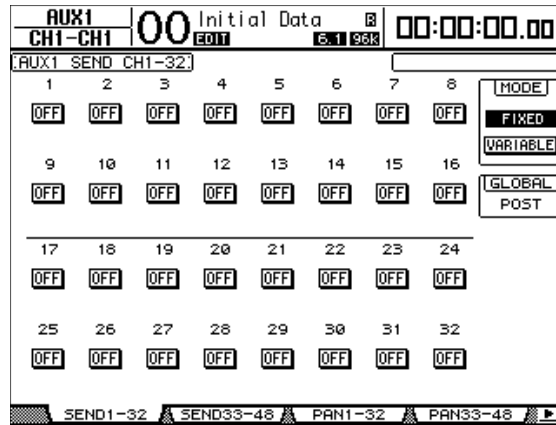 AUX1
CH1-CH1
00
Initial Data
EDIT
6.1 96k
00:00:00.00
AUX1 SEND CH1-32
1 2 3 4 5 6 7 8
OFF OFF OFF OFF OFF OFF OFF OFF
9 10 11 12 13 14 15 16
OFF OFF OFF OFF OFF OFF OFF OFF
17 18 19 20 21 22 23 24
OFF OFF OFF OFF OFF OFF OFF OFF
25 26 27 28 29 30 31 32
OFF OFF OFF OFF OFF OFF OFF OFF
MODE
FIXED
VARIABLE
GLOBAL
POST
SEND1-32 SEND33-48 PAN1-32 PAN33-48